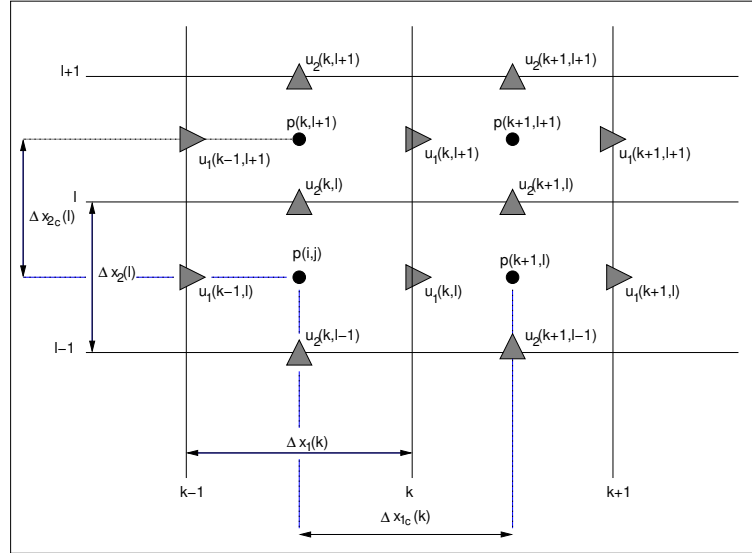 u2(k,l+1)
u2(k+1,l+1)
l+1
p(k,l+1)
p(k+1,l+1)
u1(k-1,l+1)
u1(k,l+1)
u1(k+1,l+1)
u2(k,l)
u2(k+1,l)
l
Δ x2c(l)
p(i,j)
p(k+1,l)
Δ x2(l)
u1(k-1,l)
u1(k,l)
u1(k+1,l)
u2(k,l-1)
u2(k+1,l-1)
l-1
Δ x1(k)
k-1
k
k+1
Δ x1c(k)